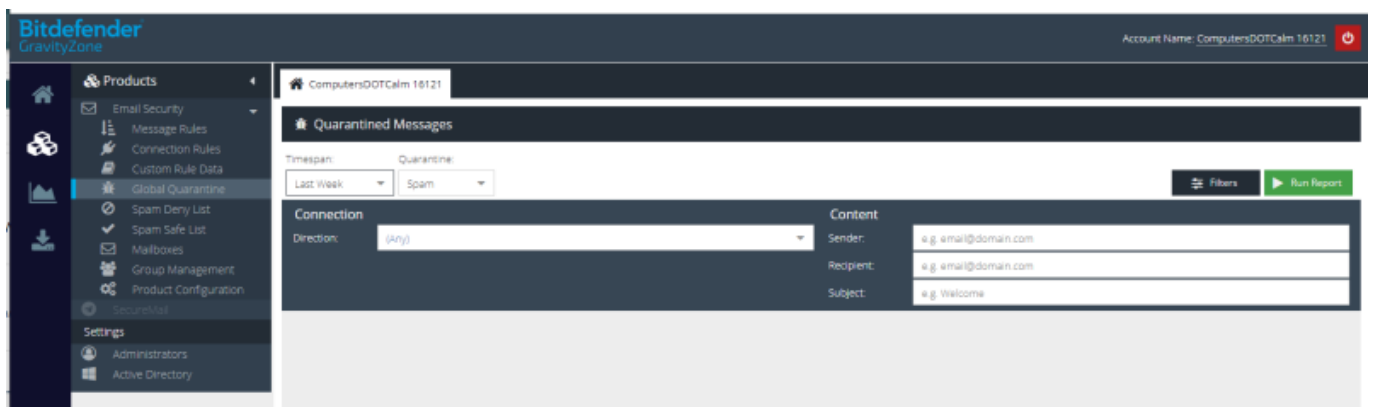 Bitdefender
GravityZone
Account Name: ComputersDOTCalm 16121
Products
Email Security
Message Rules
Connection Rules
Custom Rule Data
Global Quarantine
Spam Deny List
Spam Safe List
Mailboxes
Group Management
Product Configuration
SecureMail
Settings
Administrators
Active Directory
ComputersDOTCalm 16121
Quarantined Messages
Timespan: Quarantine:
Last Week Spam
Filters Run Report
Connection
Direction: (Any)
Content
Sender: e.g. email@domain.com
Recipient: e.g. email@domain.com
Subject: e.g. Welcome